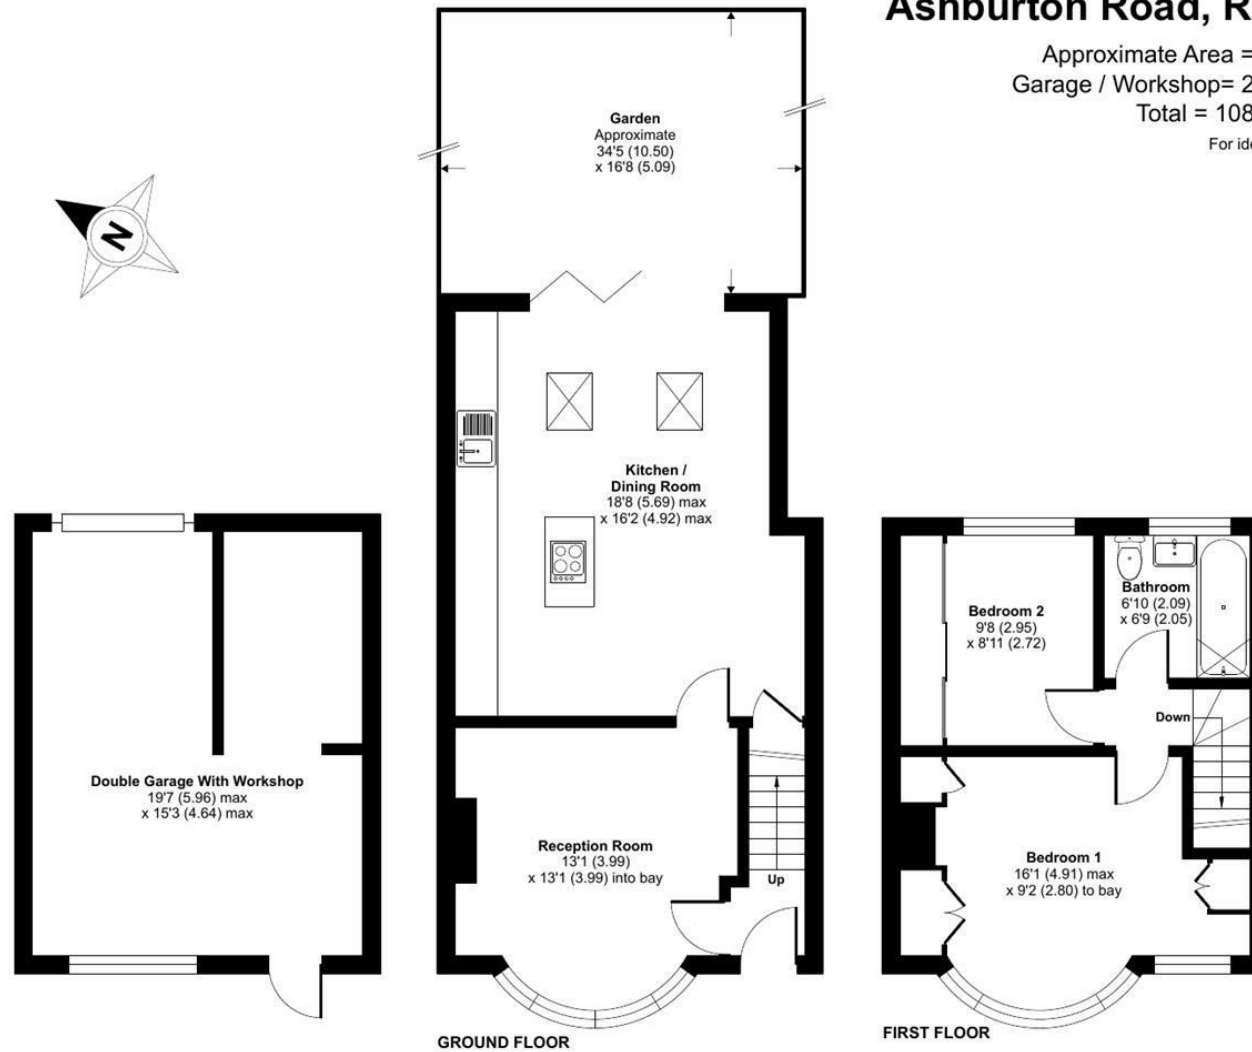 Ashburton Road, R
Approximate Area =
Garage / Workshop= 2
Total = 108
For ide
Garden
Approximate
34'5 (10.50)
x 16'8 (5.09)
N
Kitchen /
Dining Room
18'8 (5.69) max
x 16'2 (4.92) max
Double Garage With Workshop
19'7 (5.96) max
x 15'3 (4.64) max
Reception Room
13'1 (3.99)
x 13'1 (3.99) into bay
Up
GROUND FLOOR
Bedroom 2
9'8 (2.95)
x 8'11 (2.72)
Bathroom
6'10 (2.09)
x 6'9 (2.05)
Down
Bedroom 1
16'1 (4.91) max
x 9'2 (2.80) to bay
FIRST FLOOR